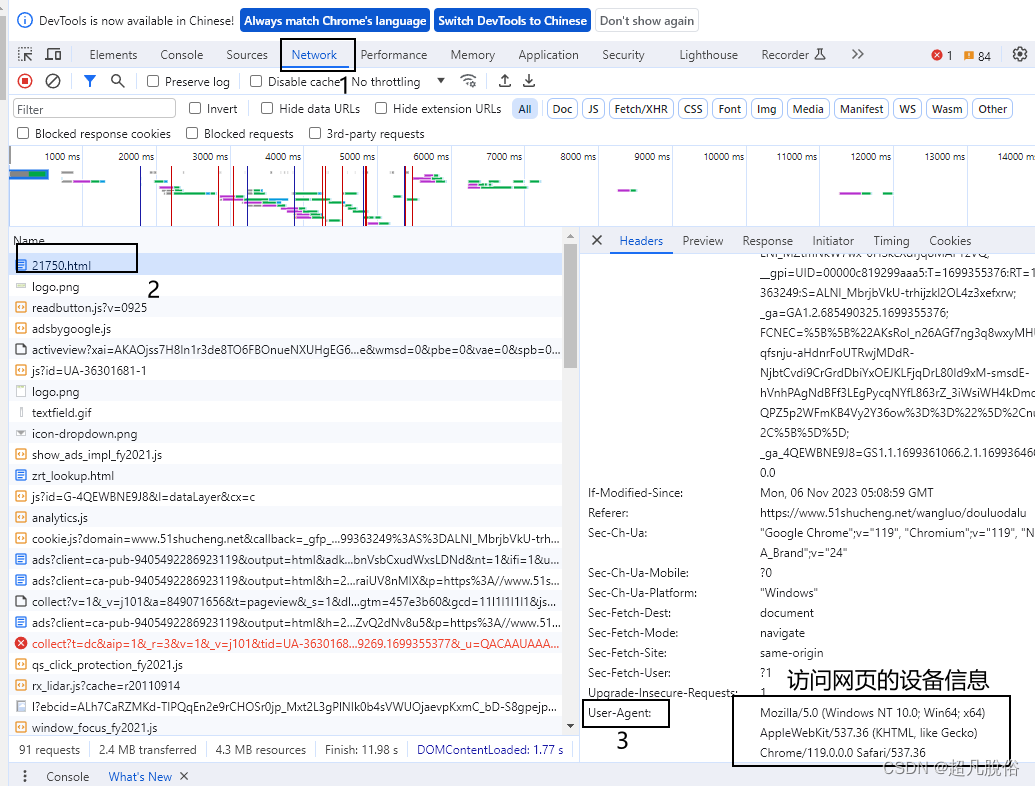 DevTools is now available in Chinese! Always match Chrome's language Switch DevTools to Chinese Don't show again
Elements Console Sources Network Performance Memory Application Security Lighthouse Recorder 1 84
Preserve log Disable cache No throttling
1
Filter Invert Hide data URLs Hide extension URLs All Doc JS Fetch/XHR CSS Font Img Media Manifest WS Wasm Other
Blocked response cookies Blocked requests 3rd-party requests
1000 ms 2000 ms 3000 ms 4000 ms 5000 ms 6000 ms 7000 ms 8000 ms 9000 ms 10000 ms 11000 ms 12000 ms 13000 ms 14000 ms
Name
21750.html
2
logo.png
readbutton.js?v=0925
adsbygoogle.js
activeview?xai=AKAOjss7H8In1r3de8TO6FBOnueNXUHgEG6...e&wmsd=0&pbe=0&vae=0&spb=0...
js?id=UA-36301681-1
logo.png
textfield.gif
icon-dropdown.png
show_ads_impl_fy2021.js
zrt_lookup.html
js?id=G-4QEWBNE9J8&l=dataLayer&cx=c
analytics.js
cookie.js?domain=www.51shucheng.net&callback=_gfp_...99363249%3AS%3DALNI_MbrjbVkU-trh...
ads?client=ca-pub-9405492286923119&output=html&adk...bnVsbCxudWxsLDNd&nt=1&ifi=1&u...
ads?client=ca-pub-9405492286923119&output=html&h=2...raiUV8nMIX&p=https%3A//www.51s...
collect?v=1&_v=j101&a=849071656&t=pageview&_s=1&dl...gtm=457e3b60&gcd=11l1l1l1l1&js...
ads?client=ca-pub-9405492286923119&output=html&h=2...ZvQ2dNv8u5&p=https%3A//www.51...
collect?t=dc&aip=1&_r=3&v=1&_v=j101&tid=UA-3630168...9269.1699355377&_u=QACAAUAAA...
qs_click_protection_fy2021.js
rx_lidar.js?cache=r20110914
l?ebcid=ALh7CaRZMKd-TlPQqEn2e9rCHOSr0jp_Mxt2L3gPINIk0b4sVWUOjaevpKxmC_bD-S8gpejp...
window_focus_fy2021.js
91 requests 2.4 MB transferred 4.3 MB resources Finish: 11.98 s DOMContentLoaded: 1.77 s
Headers Preview Response Initiator Timing Cookies
__gpi=UID=00000c819299aaa5:T=1699355376:RT=1
363249:S=ALNI_MbrjbVkU-trhijzkl2OL4z3xefxrw;
_ga=GA1.2.685490325.1699355376;
FCNEC=%5B%5B%22AKsRol_n26AGf7ng3q8wxyMHU
qfsnju-aHdnrFoUTRwjMDdR-
NjbtCvdi9CrGrdDbiYxOEJKLFjqDrL80Id9xM-smsdE-
hVnhPAgNdBFf3LEgPycqNYfL863rZ_3iWsiWH4kDmc
QPZ5p2WFmKB4Vy2Y36ow%3D%3D%22%5D%2Cnu
2C%5B%5D%5D;
_ga_4QEWBNE9J8=GS1.1.1699361066.2.1.169936460
0.0
If-Modified-Since: Mon, 06 Nov 2023 05:08:59 GMT
Referer: https://www.51shucheng.net/wangluo/douluodalu
Sec-Ch-Ua: "Google Chrome";v="119", "Chromium";v="119", "N
A_Brand";v="24"
Sec-Ch-Ua-Mobile: ?0
Sec-Ch-Ua-Platform: "Windows"
Sec-Fetch-Dest: document
Sec-Fetch-Mode: navigate
Sec-Fetch-Site: same-origin
Sec-Fetch-User: ?1
Upgrade-Insecure-Requests: 1
访问网页的设备信息
User-Agent: Mozilla/5.0 (Windows NT 10.0; Win64; x64)
AppleWebKit/537.36 (KHTML, like Gecko)
Chrome/119.0.0.0 Safari/537.36
3
Console What's New
CSDN @超凡脱俗